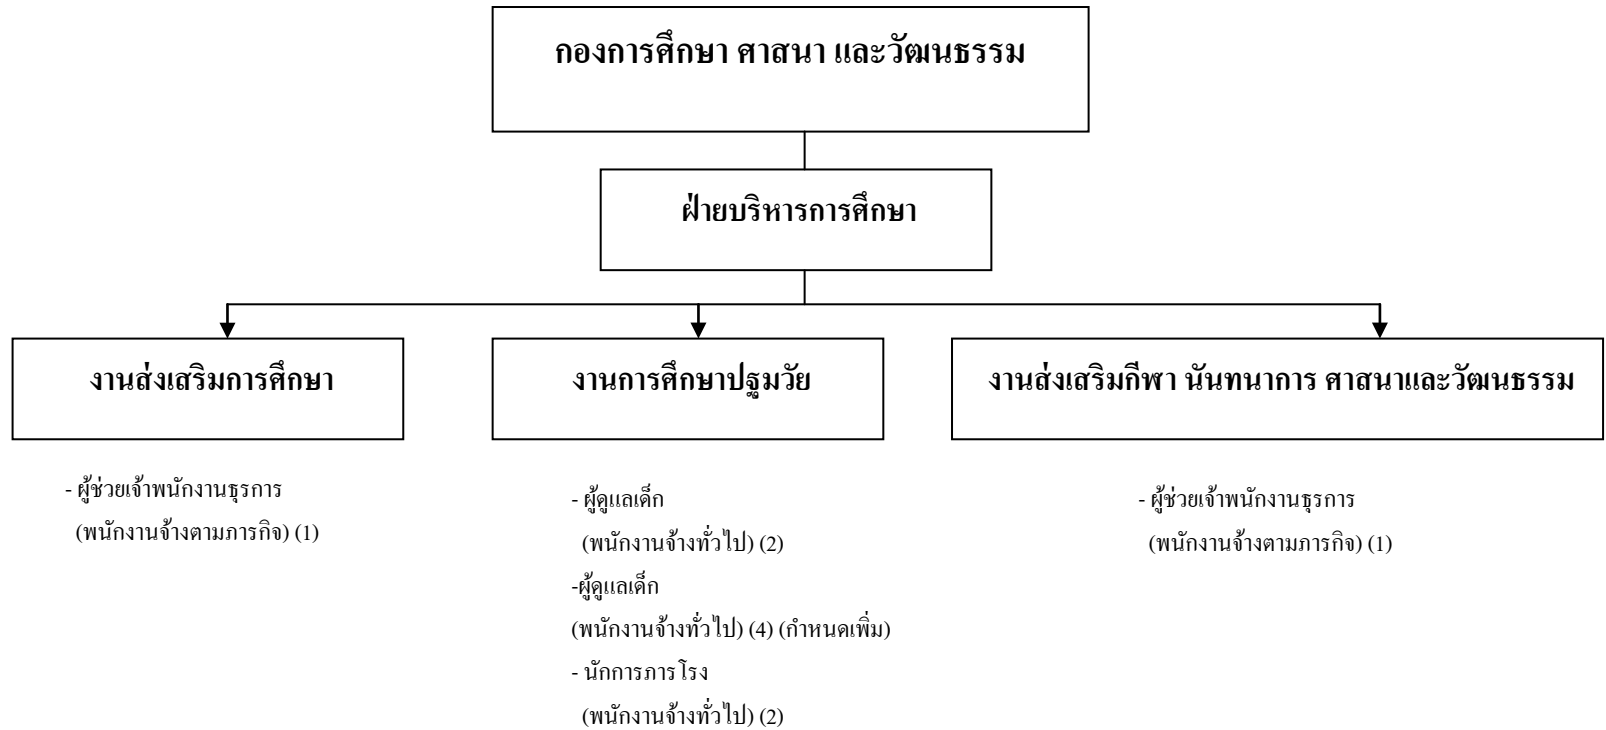 กองการศึกษา ศาสนา และวัฒนธรรม
ฝ่ายบริหารการศึกษา
งานส่งเสริมการศึกษา
งานการศึกษาปฐมวัย
งานส่งเสริมกีฬา นันทนาการ ศาสนาและวัฒนธรรม
- ผู้ช่วยเจ้าพนักงานธุรการ
(พนักงานจ้างตามภารกิจ) (1)
- ผู้ดูแลเด็ก
(พนักงานจ้างทั่วไป) (2)
-ผู้ดูแลเด็ก
(พนักงานจ้างทั่วไป) (4) (กำหนดเพิ่ม)
- นักการภารโรง
(พนักงานจ้างทั่วไป) (2)
- ผู้ช่วยเจ้าพนักงานธุรการ
(พนักงานจ้างตามภารกิจ) (1)